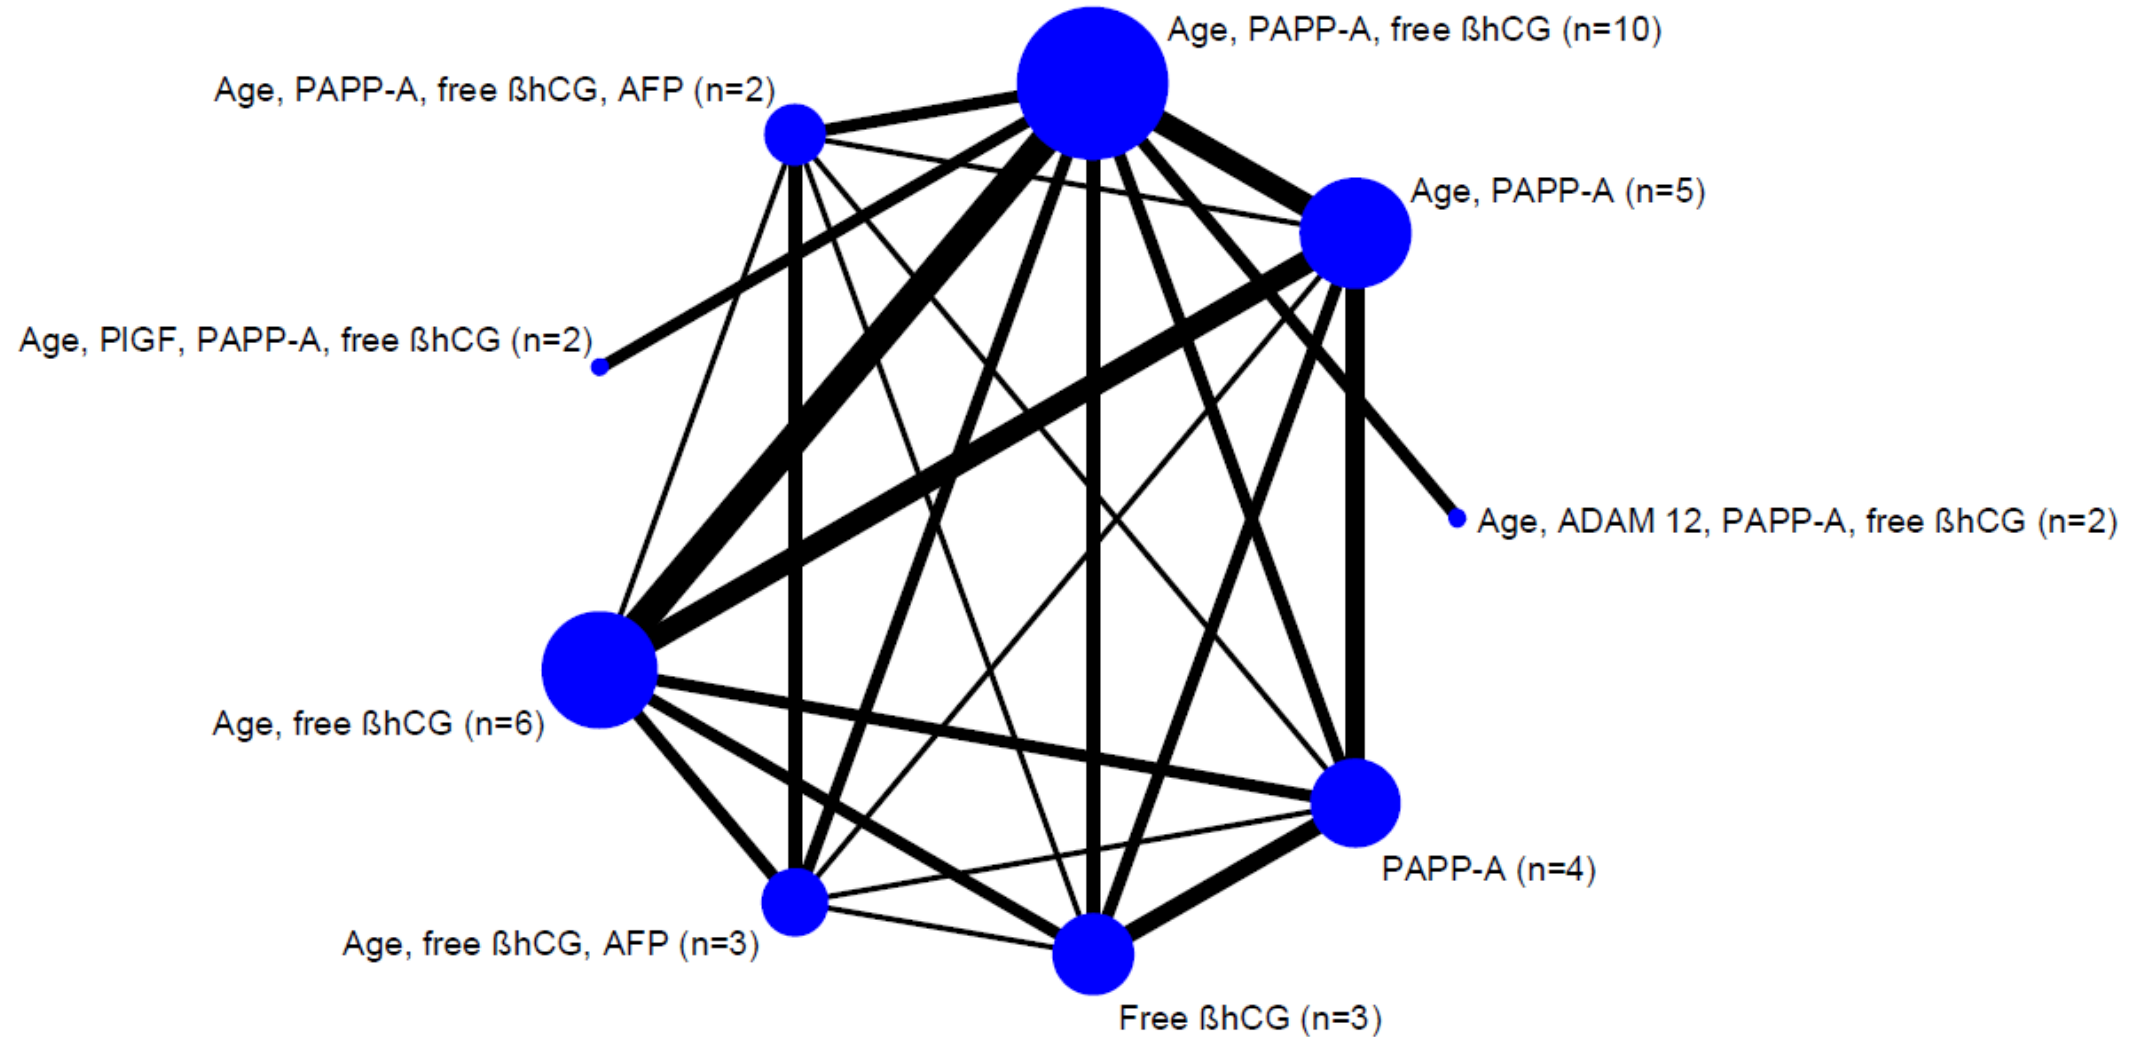 Age, PAPP-A, free ßhCG (n=10)
Age, PAPP-A, free ßhCG, AFP (n=2)
Age, PAPP-A (n=5)
Age, PIGF, PAPP-A, free ßhCG (n=2)
Age, ADAM 12, PAPP-A, free ßhCG (n=2)
Age, free ßhCG (n=6)
PAPP-A (n=4)
Age, free ßhCG, AFP (n=3)
Free ßhCG (n=3)